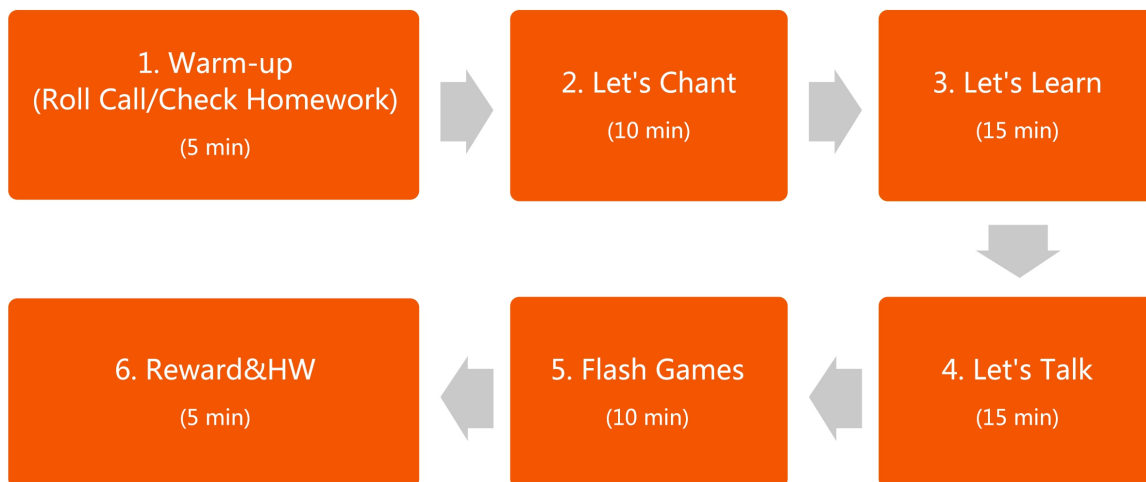 1. Warm-up
(Roll Call/Check Homework)
(5 min)
2. Let's Chant
(10 min)
3. Let's Learn
(15 min)
4. Let's Talk
(15 min)
5. Flash Games
(10 min)
6. Reward&HW
(5 min)